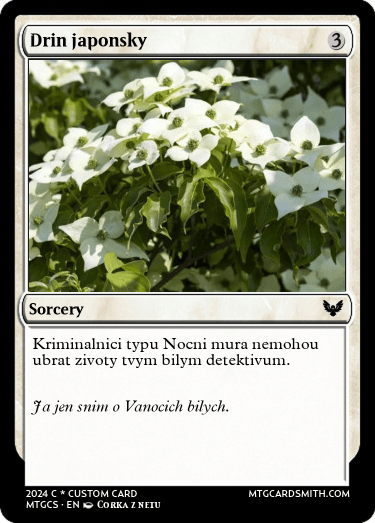 Drin japonsky
3
Sorcery
Kriminalnici typu Nocni mura nemohou
ubrat zivoty tvym bilym detektivum.
Ja jen snim o Vanocich bilych.
2024 C * CUSTOM CARD
MTGCS · EN CORKA Z NETU
MTGCARDSMITH.COM